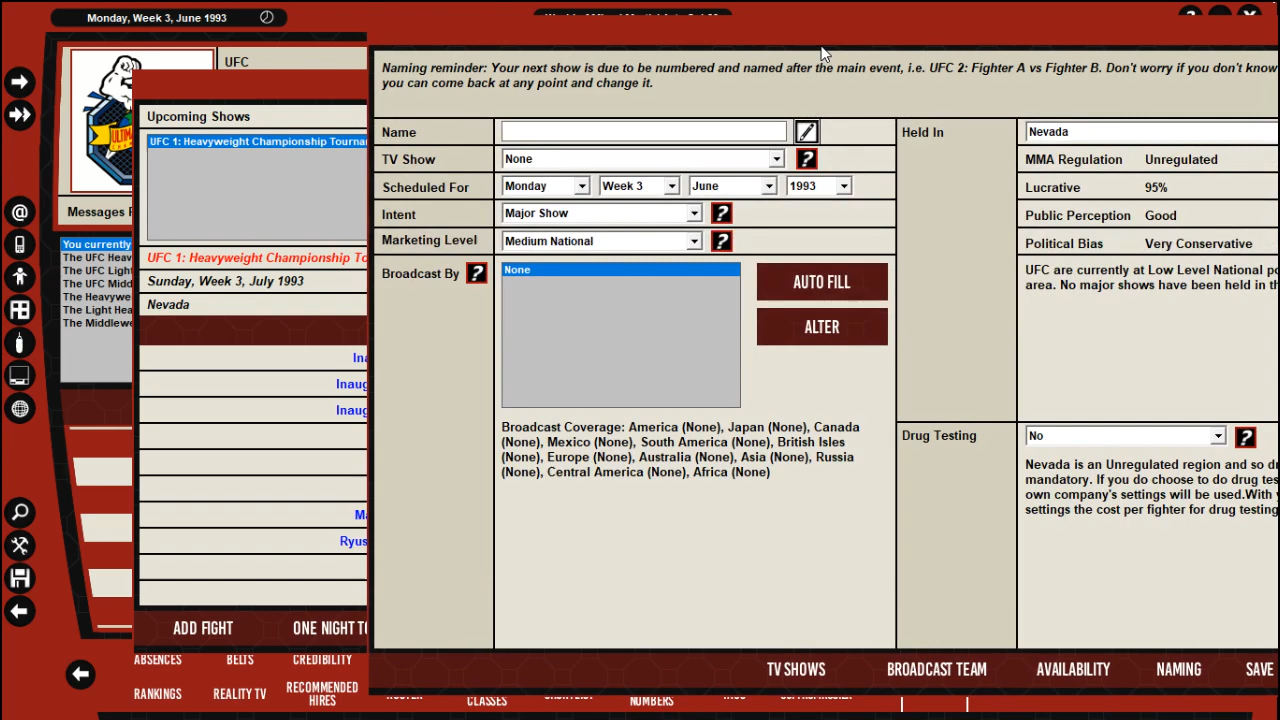 Monday, Week 3, June 1993
UFC
Messages
Upcoming Shows
UFC 1: Heavyweight Championship Tourna
You currently
The UFC Heav
The UFC Light
The UFC Midd
The Heavywe
The Light Hea
The Middlewe
UFC 1: Heavyweight Championship To
Sunday, Week 3, July 1993
Nevada
Ina
Inaug
Inaug
Ma
Ryus
ADD FIGHT
ONE NIGHT TO
ABSENCES
BELTS
CREDIBILITY
RANKINGS
REALITY TV
RECOMMENDED
HIRES
Naming reminder: Your next show is due to be numbered and named after the main event, i.e. UFC 2: Fighter A vs Fighter B. Don't worry if you don't know
you can come back at any point and change it.
Name
TV Show
None
Scheduled For
Monday
Week 3
June
1993
Intent
Major Show
Marketing Level
Medium National
Broadcast By
None
AUTO FILL
ALTER
Broadcast Coverage: America (None), Japan (None), Canada
(None), Mexico (None), South America (None), British Isles
(None), Europe (None), Australia (None), Asia (None), Russia
(None), Central America (None), Africa (None)
Held In
Nevada
MMA Regulation
Unregulated
Lucrative
95%
Public Perception
Good
Political Bias
Very Conservative
UFC are currently at Low Level National po
area. No major shows have been held in th
Drug Testing
No
Nevada is an Unregulated region and so dr
mandatory. If you do choose to do drug tes
own company's settings will be used.With y
settings the cost per fighter for drug testing
TV SHOWS
BROADCAST TEAM
AVAILABILITY
NAMING
SAVE
CLASSES
NUMBERS